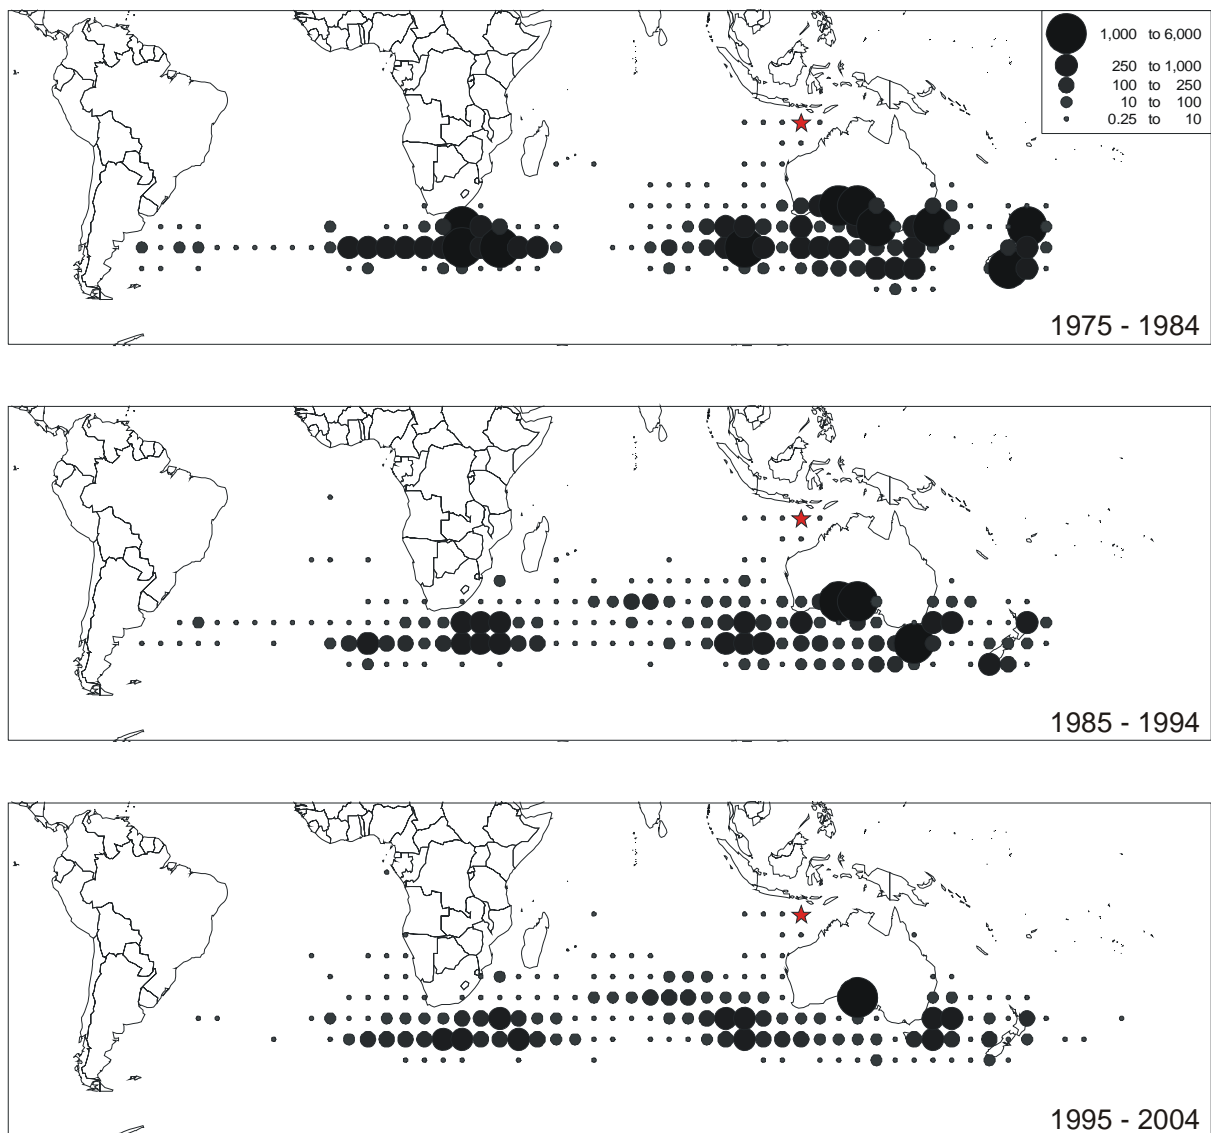 1,000 to 6,000
250 to 1,000
100 to 250
10 to 100
0.25 to 10
1975 - 1984
1985 - 1994
1995 - 2004